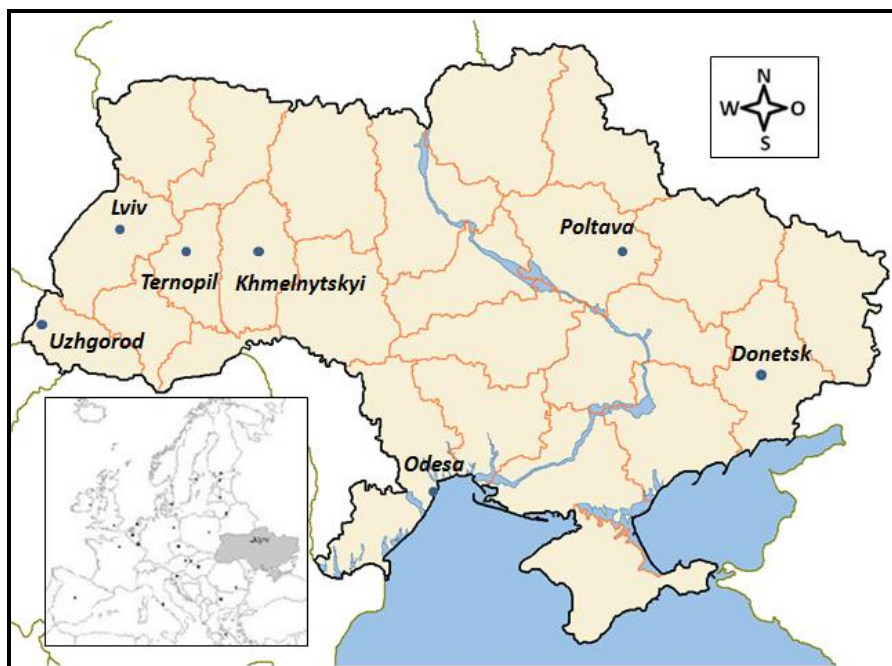 N
W O
S
Lviv
Poltava
Ternopil
Khmelnytskyi
Uzhgorod
Donetsk
Odesa